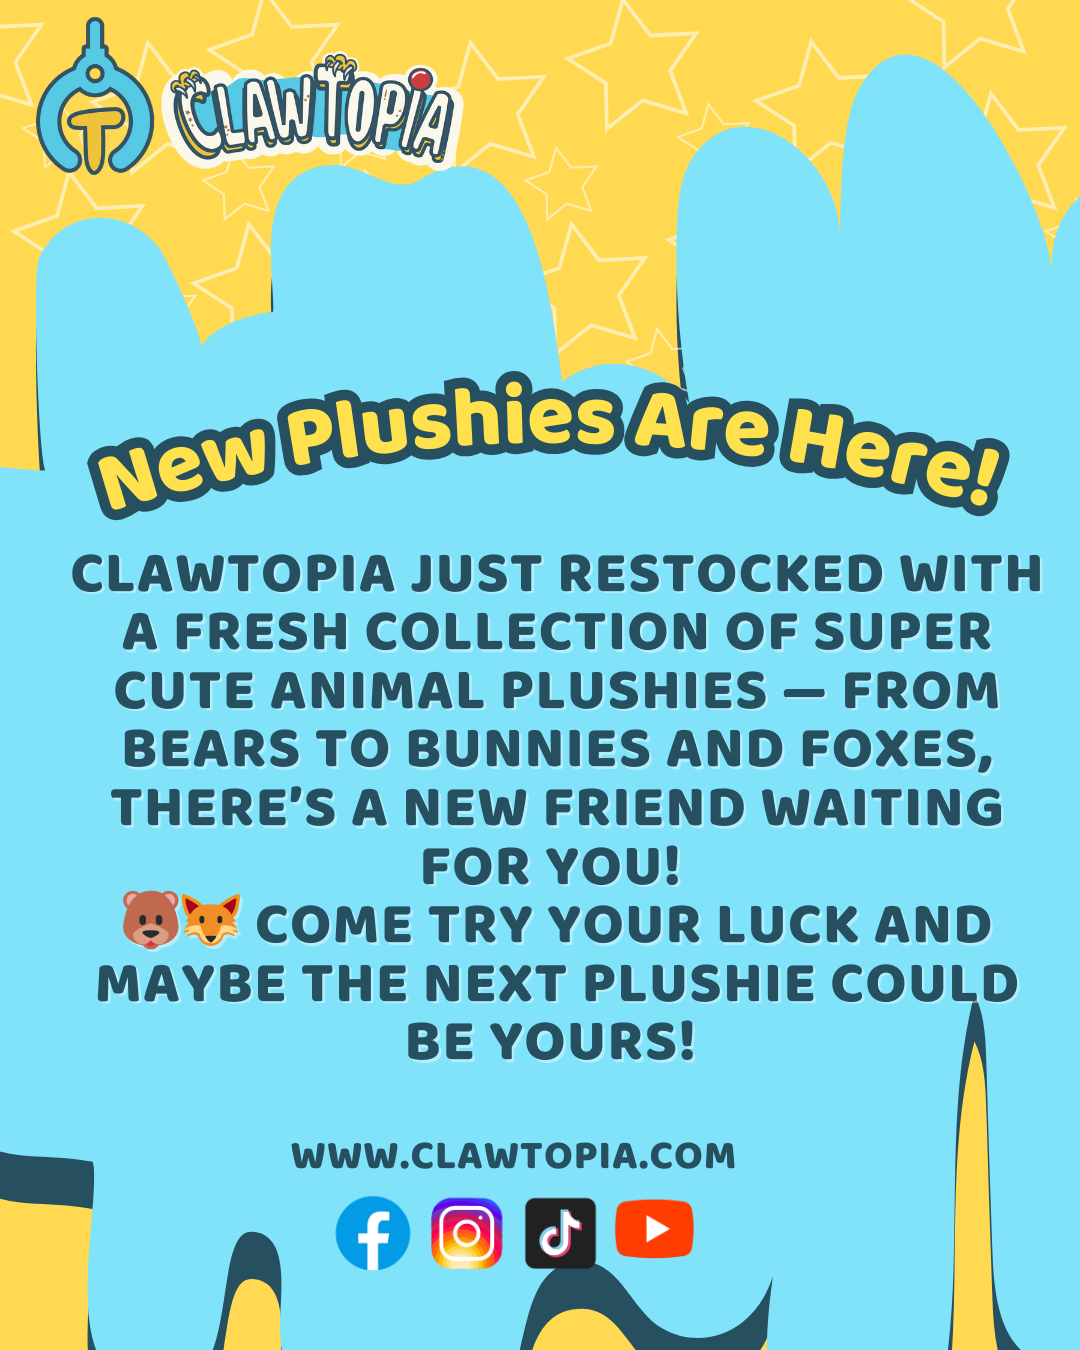 T
CLAWTOPIA
New Plushies Are Here!
CLAWTOPIA JUST RESTOCKED WITH
A FRESH COLLECTION OF SUPER
CUTE ANIMAL PLUSHIES — FROM
BEARS TO BUNNIES AND FOXES,
THERE'S A NEW FRIEND WAITING
FOR YOU!
🐻🦊 COME TRY YOUR LUCK AND
MAYBE THE NEXT PLUSHIE COULD
BE YOURS!
WWW.CLAWTOPIA.COM